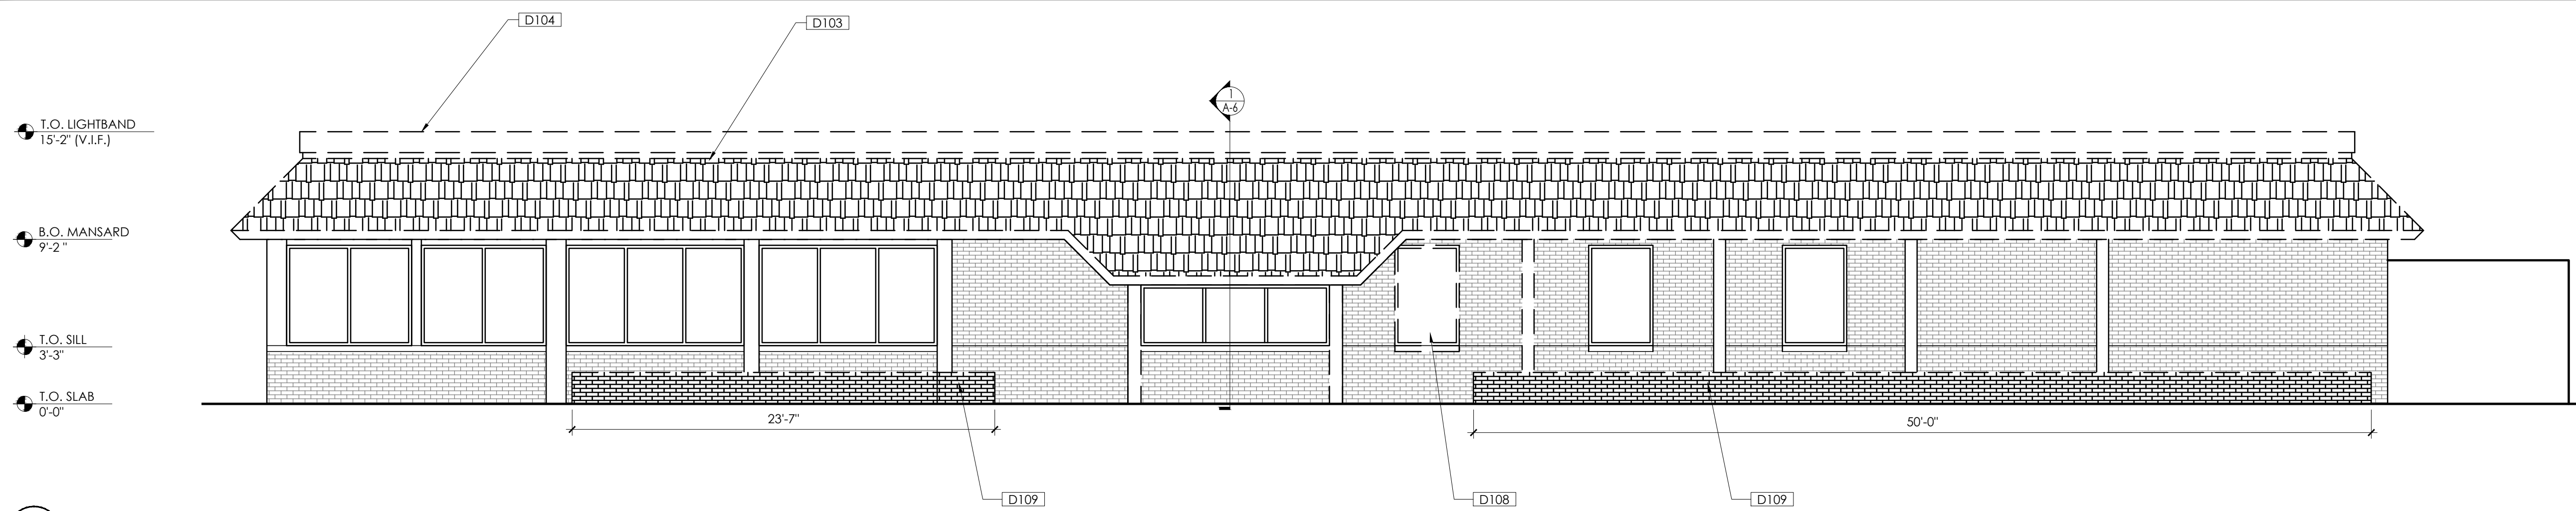 D104
D103
1
A-6
T.O. LIGHTBAND
15'-2" (V.I.F.)
B.O. MANSARD
9'-2 "
T.O. SILL
3'-3"
T.O. SLAB
0'-0"
23'-7"
50'-0"
D109
D108
D109